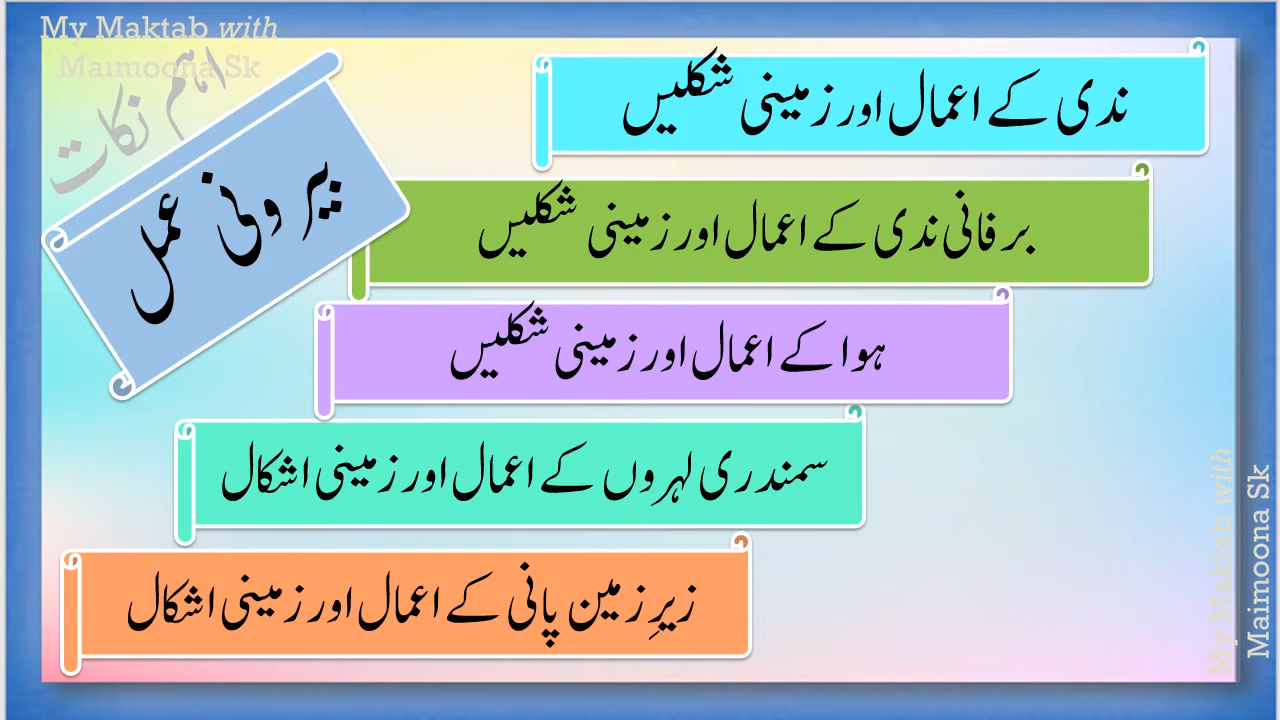 My Maktab with
Maimoona Sk
اہم نکات
بیرونی عمل
ندی کے اعمال اور زمینی شکلیں
برفانی ندی کے اعمال اور زمینی شکلیں
ہوا کے اعمال اور زمینی شکلیں
سمندری لہروں کے اعمال اور زمینی اشکال
زیرِ زمین پانی کے اعمال اور زمینی اشکال
My Maktab with
Maimoona Sk